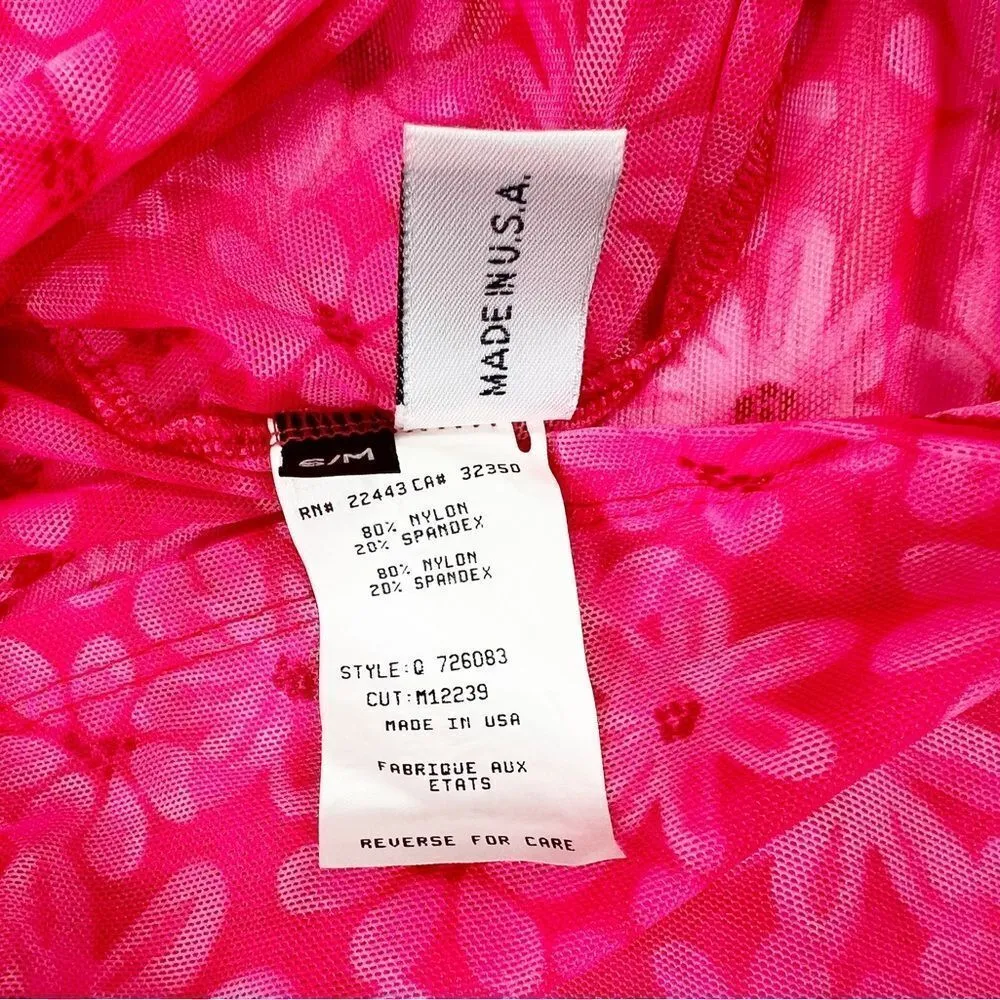 MADE IN U.S.A.
S/M
RN# 22443 CA# 32350
80% NYLON
20% SPANDEX
80% NYLON
20% SPANDEX
STYLE:Q 726083
CUT:M12239
MADE IN USA
FABRIQUE AUX
ETATS
REVERSE FOR CARE